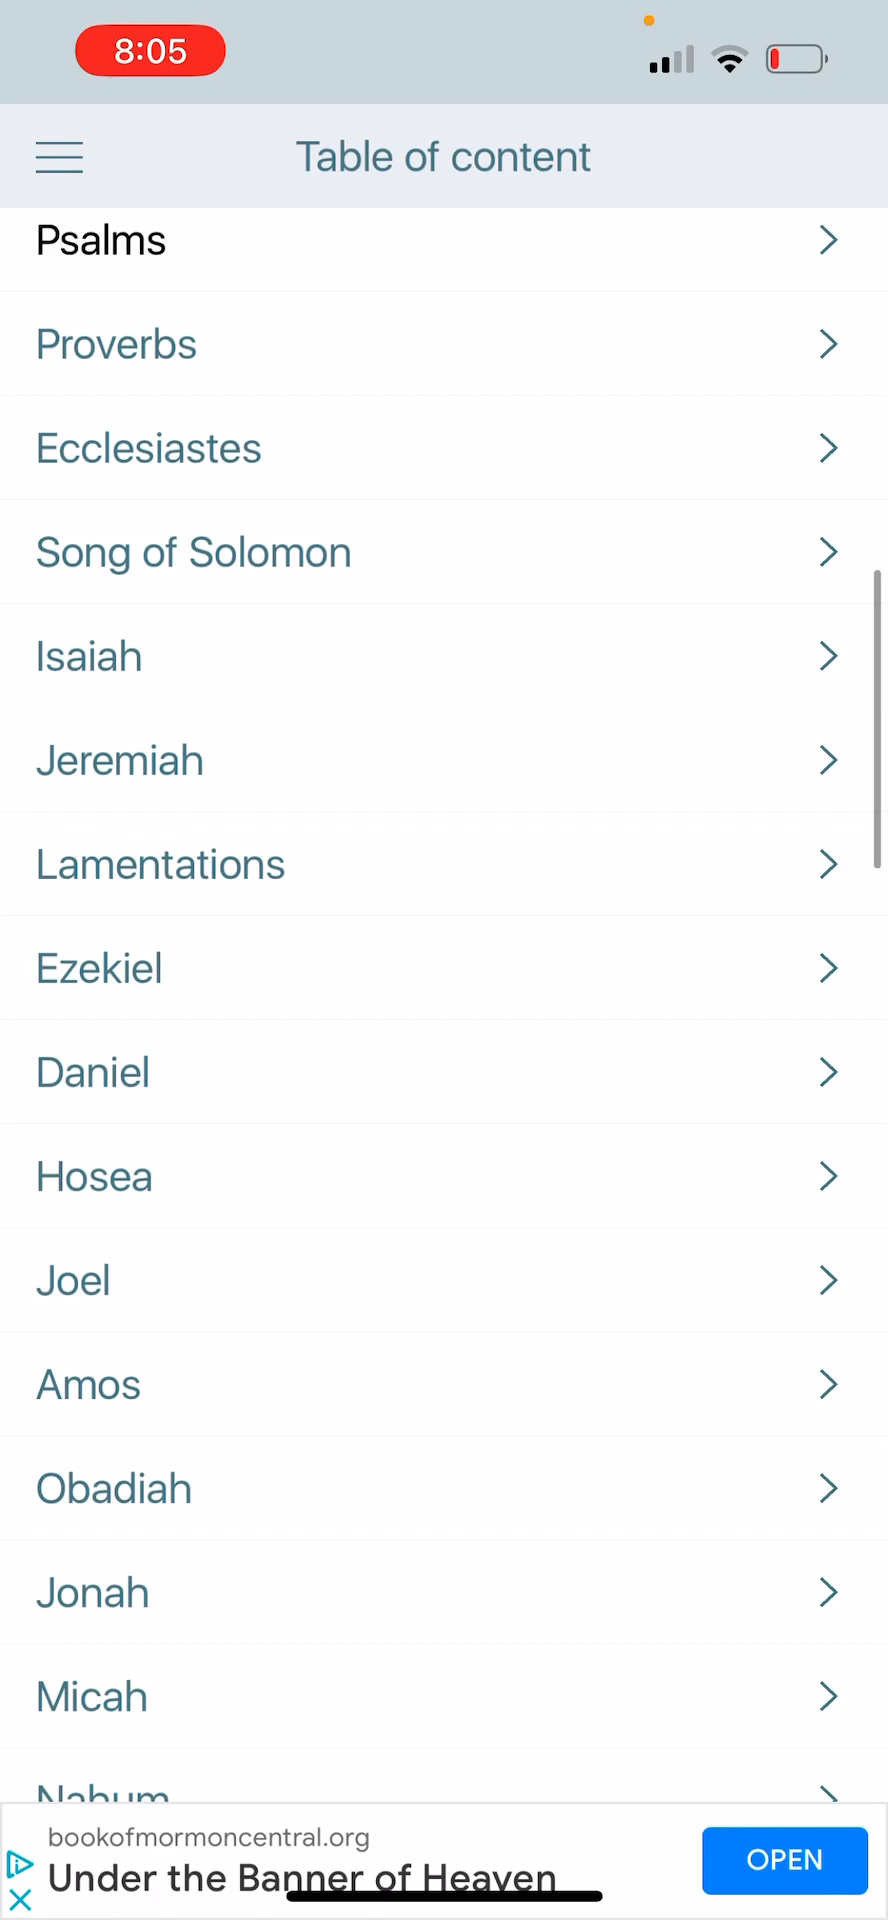 8:05
Table of content
Psalms
Proverbs
Ecclesiastes
Song of Solomon
Isaiah
Jeremiah
Lamentations
Ezekiel
Daniel
Hosea
Joel
Amos
Obadiah
Jonah
Micah
Nahum
bookofmormoncentral.org
Under the Banner of Heaven
OPEN